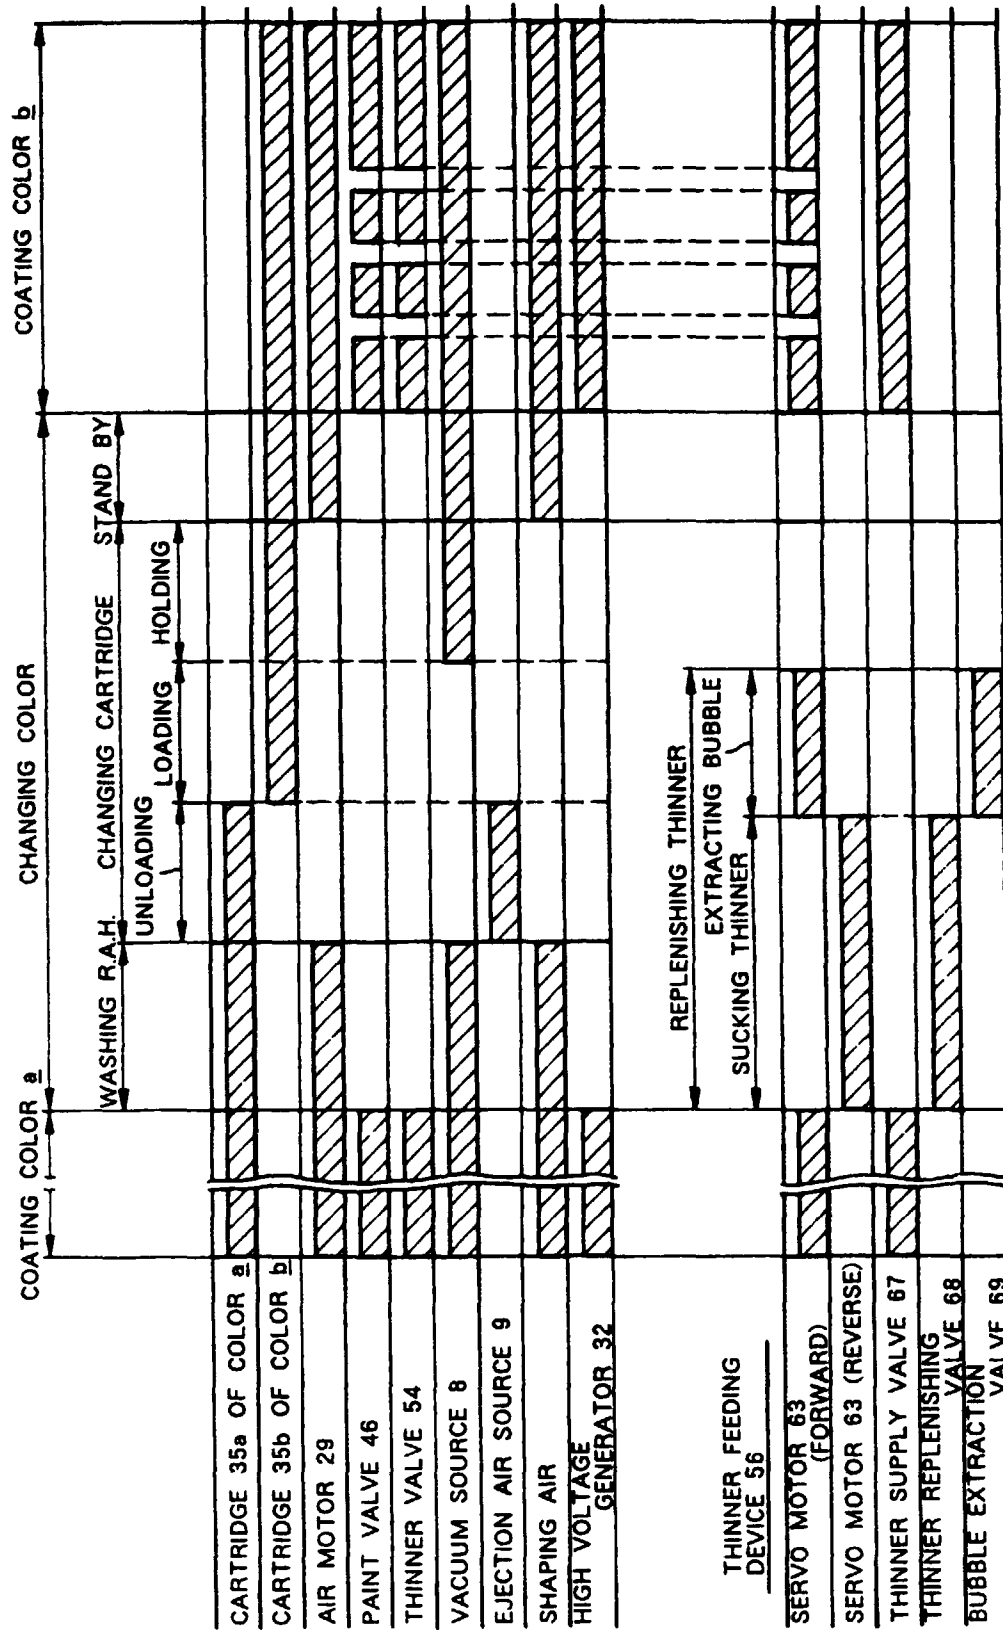 COATING COLOR a
CHANGING COLOR
COATING COLOR b
WASHING R.A.H.
CHANGING CARTRIDGE
STAND BY
UNLOADING
LOADING
HOLDING
CARTRIDGE 35a OF COLOR a
CARTRIDGE 35b OF COLOR b
AIR MOTOR 29
PAINT VALVE 46
THINNER VALVE 54
VACUUM SOURCE 8
EJECTION AIR SOURCE 9
SHAPING AIR
HIGH VOLTAGE
GENERATOR 32
REPLENISHING THINNER
EXTRACTING BUBBLE
SUCKING THINNER
THINNER FEEDING
DEVICE 56
SERVO MOTOR 63
(FORWARD)
SERVO MOTOR 63 (REVERSE)
THINNER SUPPLY VALVE 67
THINNER REPLENISHING
VALVE 68
BUBBLE EXTRACTION
VALVE 69